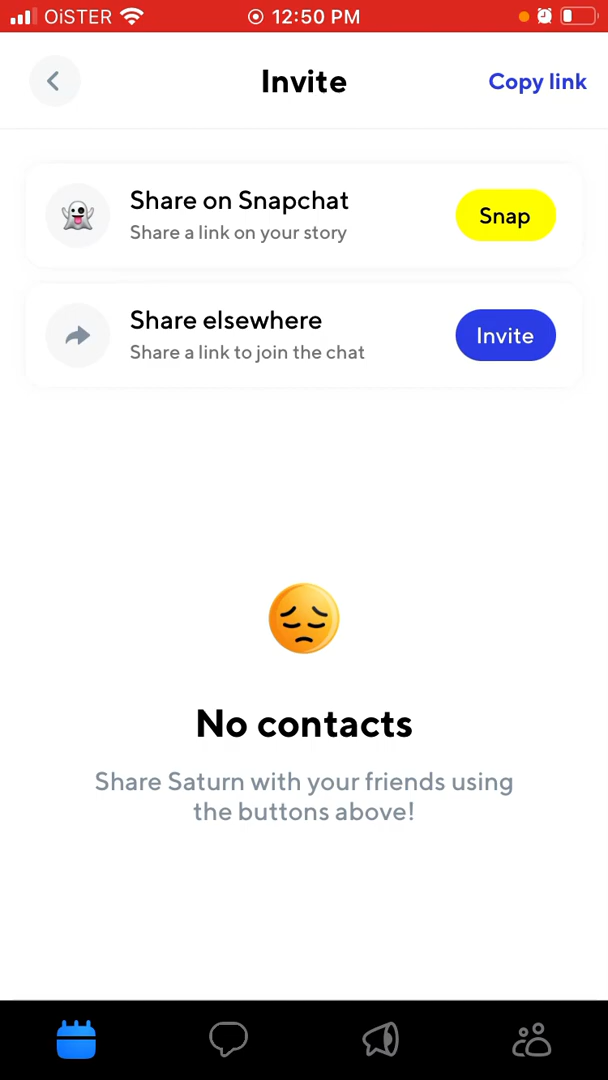 OiSTER 12:50 PM
Invite
Copy link
Share on Snapchat
Share a link on your story
Snap
Share elsewhere
Share a link to join the chat
Invite
No contacts
Share Saturn with your friends using
the buttons above!